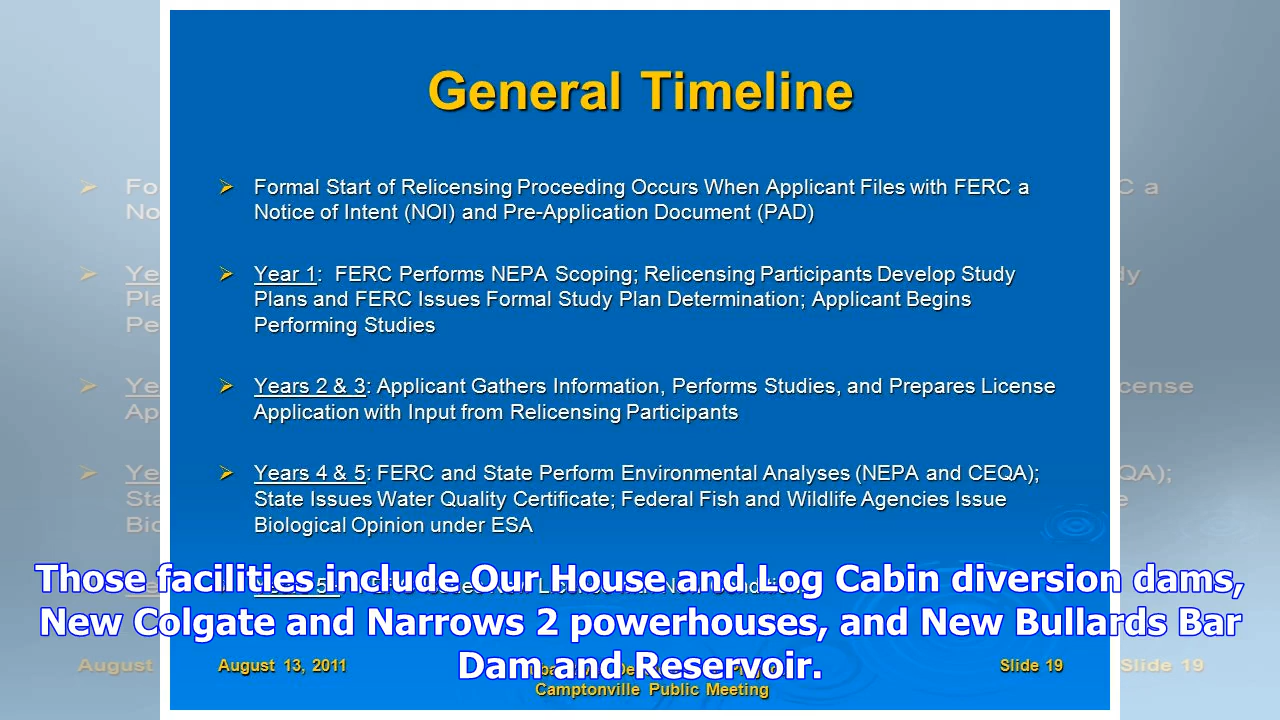 General Timeline
Formal Start of Relicensing Proceeding Occurs When Applicant Files with FERC a
Notice of Intent (NOI) and Pre-Application Document (PAD)
Year 1: FERC Performs NEPA Scoping; Relicensing Participants Develop Study
Plans and FERC Issues Formal Study Plan Determination; Applicant Begins
Performing Studies
Years 2 & 3: Applicant Gathers Information, Performs Studies, and Prepares License
Application with Input from Relicensing Participants
Years 4 & 5: FERC and State Perform Environmental Analyses (NEPA and CEQA);
State Issues Water Quality Certificate; Federal Fish and Wildlife Agencies Issue
Biological Opinion under ESA
Those facilities include Our House and Log Cabin diversion dams,
New Colgate and Narrows 2 powerhouses, and New Bullards Bar
Dam and Reservoir.
August 13, 2011
Camptonville Public Meeting
Slide 19